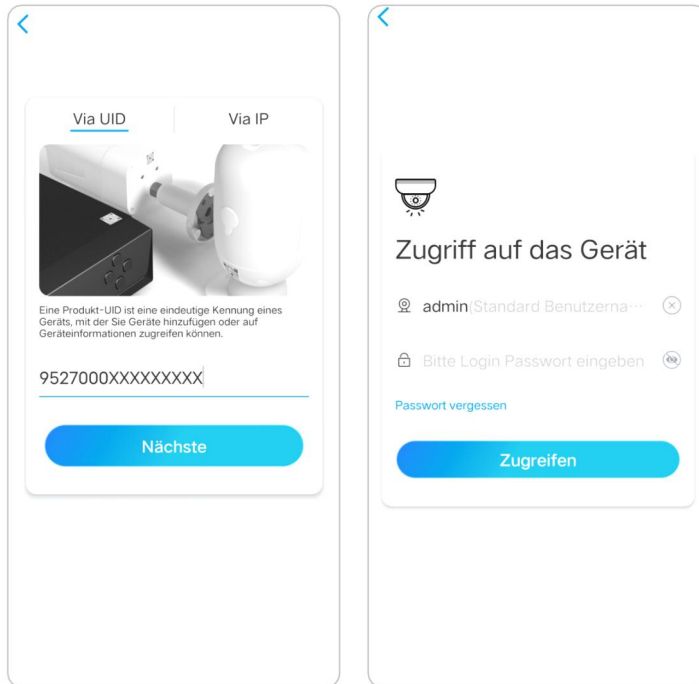 Via UID
Via IP
Eine Produkt-UID ist eine eindeutige Kennung eines
Geräts, mit der Sie Geräte hinzufügen oder auf
Geräteinformationen zugreifen können.
9527000XXXXXXXXX
Nächste
Zugriff auf das Gerät
admin(Standard Benutzerna···
Bitte Login Passwort eingeben
Passwort vergessen
Zugreifen